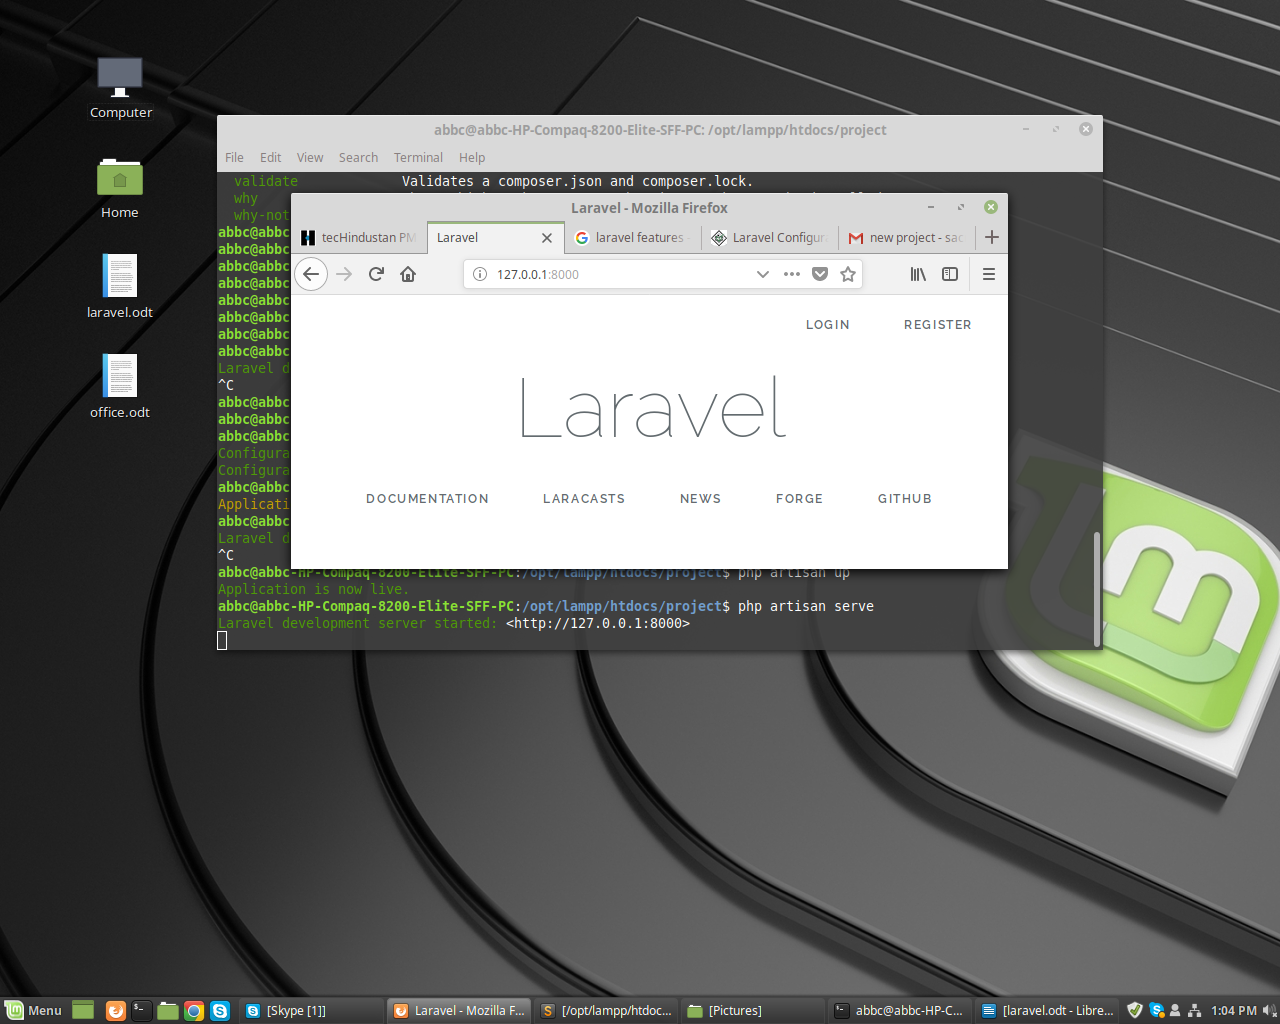 Computer
Home
laravel.odt
office.odt
abbc@abbc-HP-Compaq-8200-Elite-SFF-PC: /opt/lampp/htdocs/project
File Edit View Search Terminal Help
validate Validates a composer.json and composer.lock.
why
why-not
abbc@abbc
abbc@abbc
abbc@abbc
abbc@abbc
abbc@abbc
abbc@abbc
abbc@abbc
abbc@abbc
Laravel d
^C
abbc@abbc
abbc@abbc
abbc@abbc
Configura
Configura
abbc@abbc
Applicati
abbc@abbc
Laravel d
^C
abbc@abbc-HP-Compaq-8200-Elite-SFF-PC:/opt/lampp/htdocs/project$ php artisan up
Application is now live.
abbc@abbc-HP-Compaq-8200-Elite-SFF-PC:/opt/lampp/htdocs/project$ php artisan serve
Laravel development server started: <http://127.0.0.1:8000>
Laravel - Mozilla Firefox
tecHindustan PM Laravel laravel features - Laravel Configura new project - sac
127.0.0.1:8000
LOGIN REGISTER
Laravel
DOCUMENTATION LARACASTS NEWS FORGE GITHUB
Menu [Skype [1]] Laravel - Mozilla F... [/opt/lampp/htdoc... [Pictures] abbc@abbc-HP-C... [laravel.odt - Libre... 1:04 PM